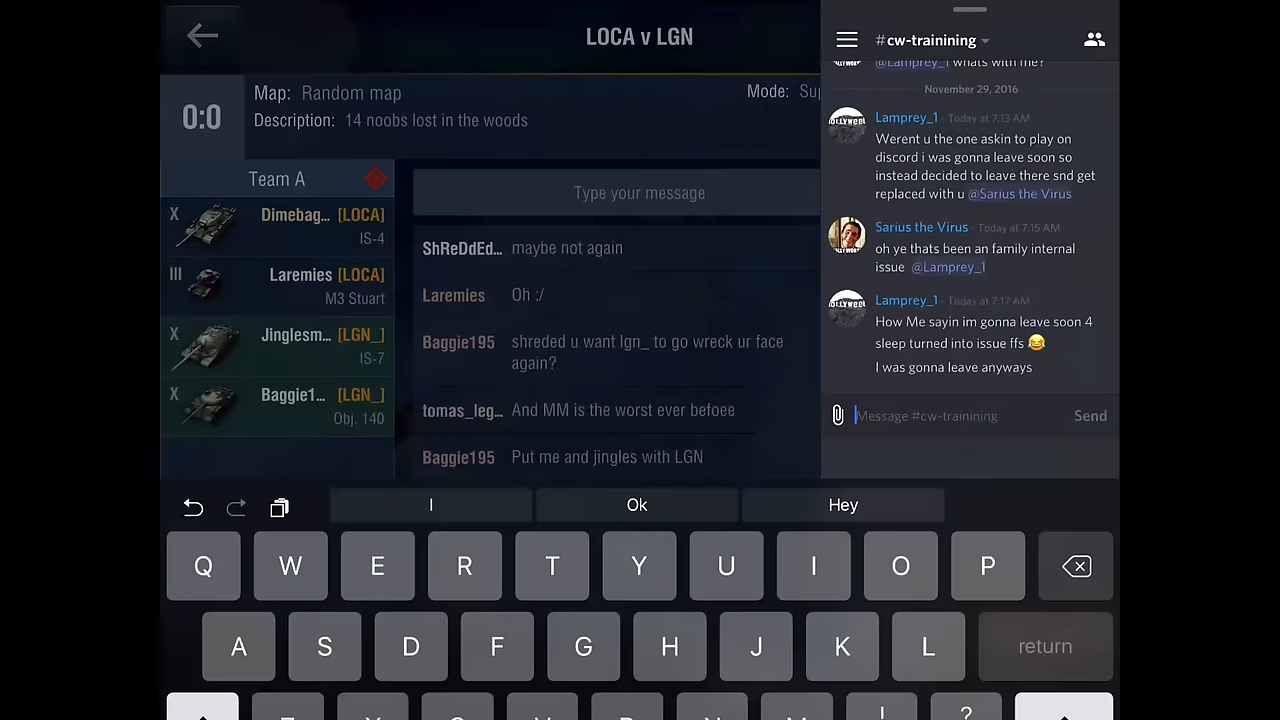 LOCA v LGN
0:0
Map: Random map
Mode: Su
Description: 14 noobs lost in the woods
Team A
X Dimebag... [LOCA]
IS-4
III Laremies [LOCA]
M3 Stuart
X Jinglesm... [LGN_]
IS-7
X Baggie1... [LGN_]
Obj. 140
Type your message
ShReDdEd... maybe not again
Laremies Oh :/
Baggie195 shreded u want lgn_ to go wreck ur face
again?
tomas_leg... And MM is the worst ever befoee
Baggie195 Put me and jingles with LGN
#cw-trainining
@Lamprey_1 whats with me?
November 29, 2016
Lamprey_1 - Today at 7:13 AM
Werent u the one askin to play on
discord i was gonna leave soon so
instead decided to leave there snd get
replaced with u @Sarius the Virus
Sarius the Virus - Today at 7:15 AM
oh ye thats been an family internal
issue @Lamprey_1
Lamprey_1 - Today at 7:17 AM
How Me sayin im gonna leave soon 4
sleep turned into issue ffs 😂
I was gonna leave anyways
Message #cw-trainining Send
I Ok Hey
Q W E R T Y U I O P
A S D F G H J K L return
! ?